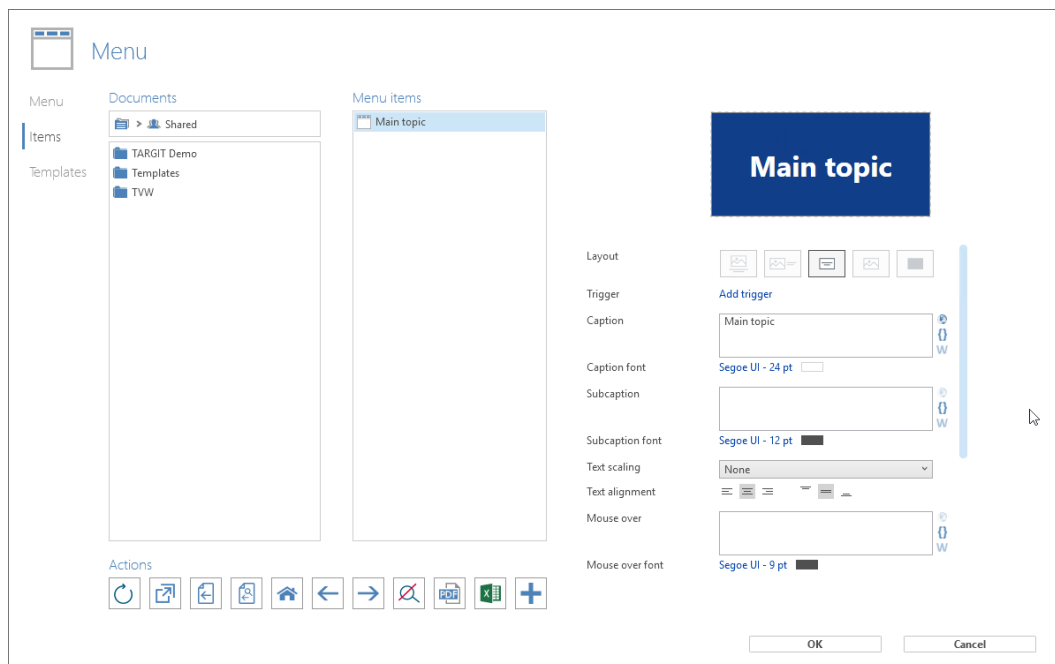 Menu
Menu
Items
Templates
Documents
> Shared
TARGIT Demo
Templates
TVW
Menu items
Main topic
Main topic
Layout
Trigger
Add trigger
Caption
Main topic
{}
W
Caption font
Segoe UI - 24 pt
Subcaption
{}
W
Subcaption font
Segoe UI - 12 pt
Text scaling
None
Text alignment
Mouse over
{}
W
Mouse over font
Segoe UI - 9 pt
Actions
PDF
X
OK
Cancel